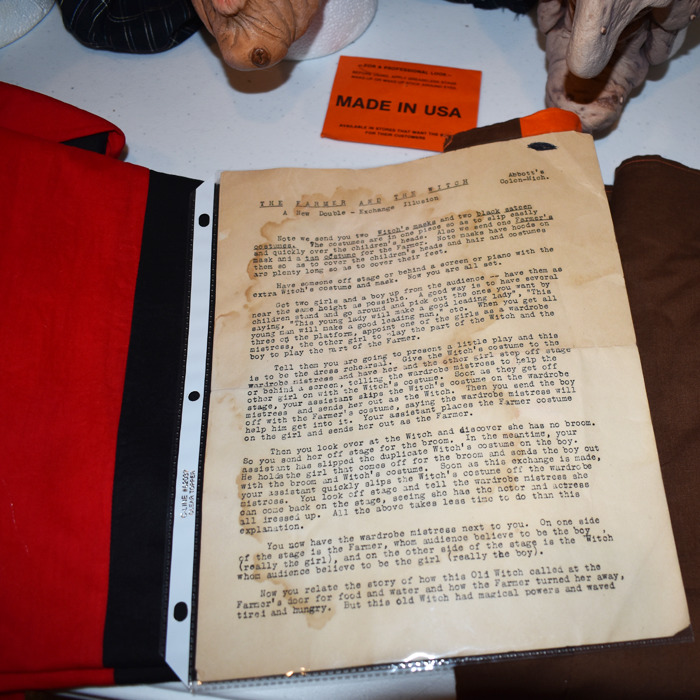 MADE IN USA
AVAILABLE IN STORES THAT WANT THE
FOR THEIR CUSTOMERS
Abbott's
Colon-Mich.
THE FARMER AND THE WITCH
A New Double - Exchange Illusion
Note we send you two Witch's masks and two black sateen
costumes. The costumes are in one piece so as to slip easily
and quickly over the children's heads. Also we send one Farmer's
mask and a tan costume for the Farmer. Note masks have hoods on
them so as to cover the children's heads and hair and costumes
are plenty long so as to cover their feet.
Have someone off stage or behind a screen or piano with the
extra Witch's costume and mask. Now you are all set.
Get two girls and a boy up from the audience -- have them as
near the same height as possible. A good way is to have several
children stand and go around and pick out the ones you want by
saying, "This young lady will make a good leading lady", "This
young man will make a good leading man", etc. When you get all
three on the platform, appoint one of the girls as a wardrobe
mistress, the other girl to play the part of the Witch and the
boy to play the part of the Farmer.
Tell them you are going to present a little play and this
is to be the dress rehearsal. Give the Witch's costume to the
wardrobe mistress and have her and the other girl step off stage
or behind a screen, telling the wardrobe mistress to help the
other girl on with the Witch's costume. Soon as they get off
stage, your assistant slips the Witch's costume on the wardrobe
mistress and sends her out as the Witch. Then you send the boy
off with the Farmer's costume, saying the wardrobe mistress will
help him get into it. Your assistant places the Farmer costume
on the girl and sends her out as the Farmer.
Then you look over at the Witch and discover she has no broom.
So you send her off stage for the broom. In the meantime, your
assistant has slipped the duplicate Witch's costume on the boy.
He holds the girl that comes off for the broom and sends the boy out
with the broom and Witch's costume. Soon as this exchange is made,
your assistant quickly slips the Witch's costume off the wardrobe
mistress. You look off stage and tell the wardrobe mistress she
can come back on the stage, seeing she has the actor and actress
all dressed up. All the above takes less time to do than this
explanation.
You now have the wardrobe mistress next to you. On one side
of the stage is the Farmer, whom audience believe to be the boy,
(really the girl), and on the other side of the stage is the Witch
whom audience believe to be the girl (really the boy).
Now you relate the story of how this Old Witch called at the
Farmer's door for food and water and how the Farmer turned her away,
tired and hungry. But this old Witch had magical powers and waved